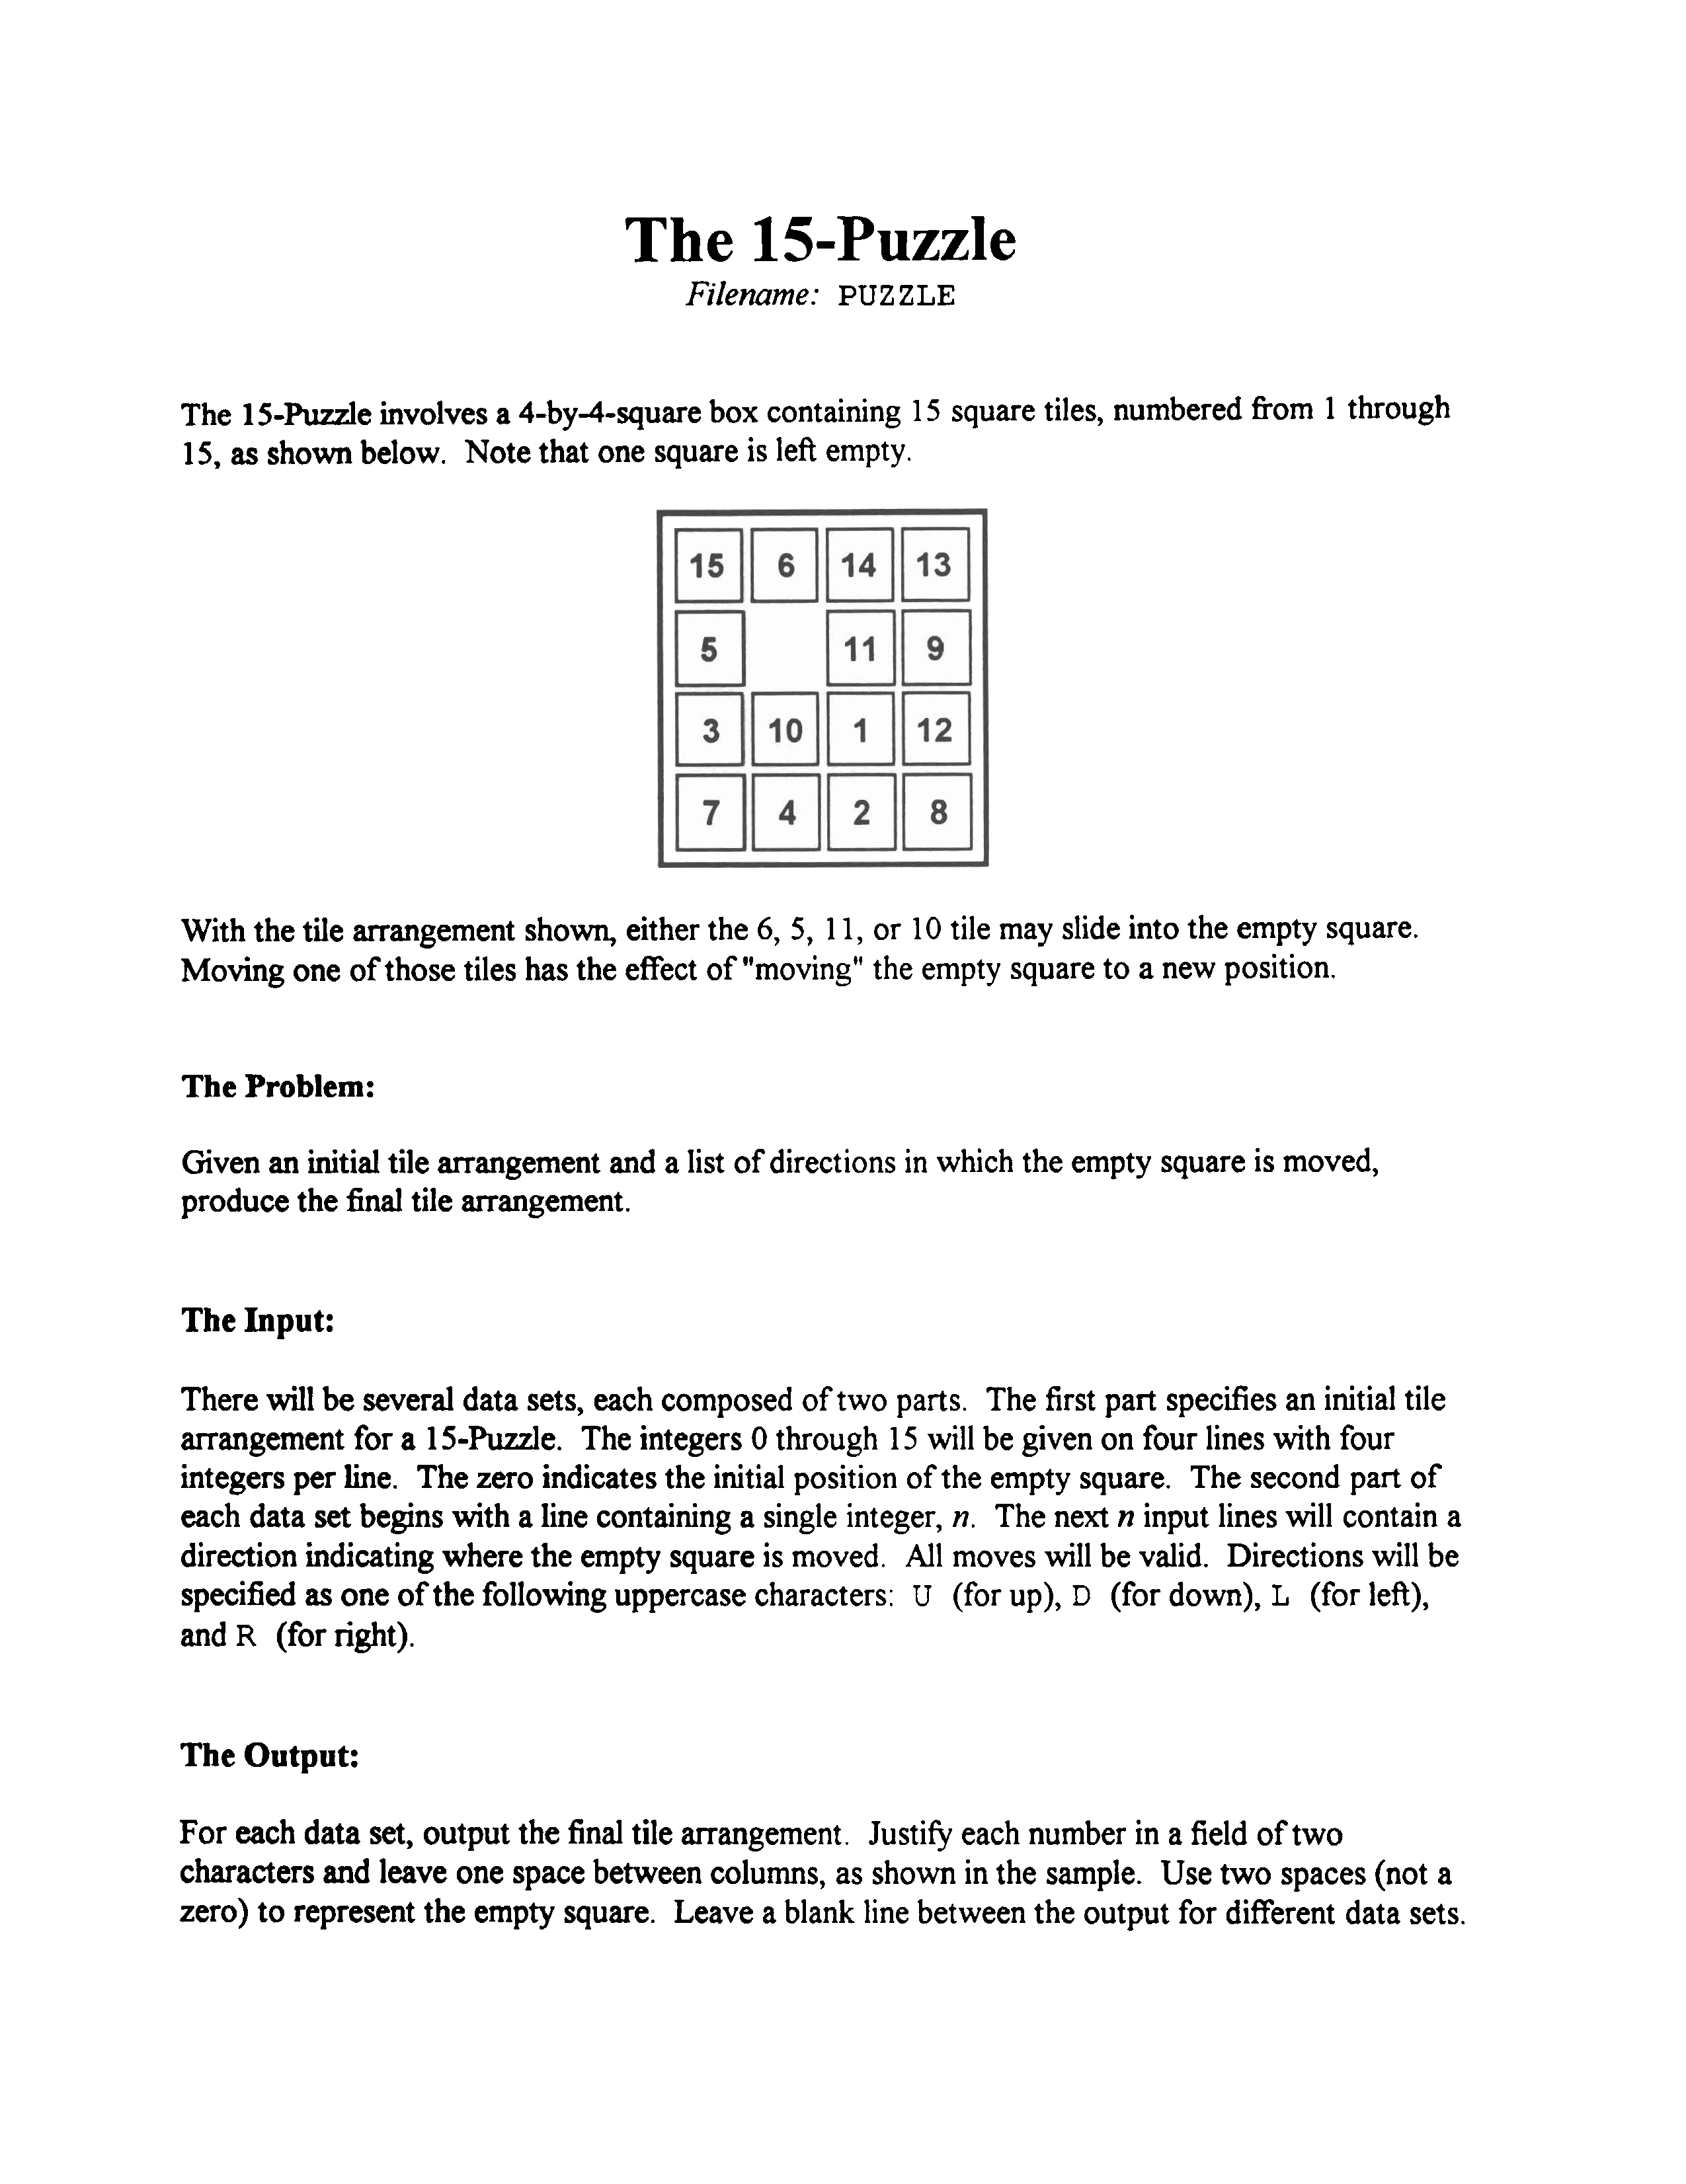 The 15-Puzzle
Filename: PUZZLE
The 15-Puzzle involves a 4-by-4-square box containing 15 square tiles, numbered from 1 through
15, as shown below. Note that one square is left empty.
15 6 14 13
5 11 9
3 10 1 12
7 4 2 8
With the tile arrangement shown, either the 6, 5, 11, or 10 tile may slide into the empty square.
Moving one of those tiles has the effect of "moving" the empty square to a new position.
The Problem:
Given an initial tile arrangement and a list of directions in which the empty square is moved,
produce the final tile arrangement.
The Input:
There will be several data sets, each composed of two parts. The first part specifies an initial tile
arrangement for a 15-Puzzle. The integers 0 through 15 will be given on four lines with four
integers per line. The zero indicates the initial position of the empty square. The second part of
each data set begins with a line containing a single integer, n. The next n input lines will contain a
direction indicating where the empty square is moved. All moves will be valid. Directions will be
specified as one of the following uppercase characters: U (for up), D (for down), L (for left),
and R (for right).
The Output:
For each data set, output the final tile arrangement. Justify each number in a field of two
characters and leave one space between columns, as shown in the sample. Use two spaces (not a
zero) to represent the empty square. Leave a blank line between the output for different data sets.